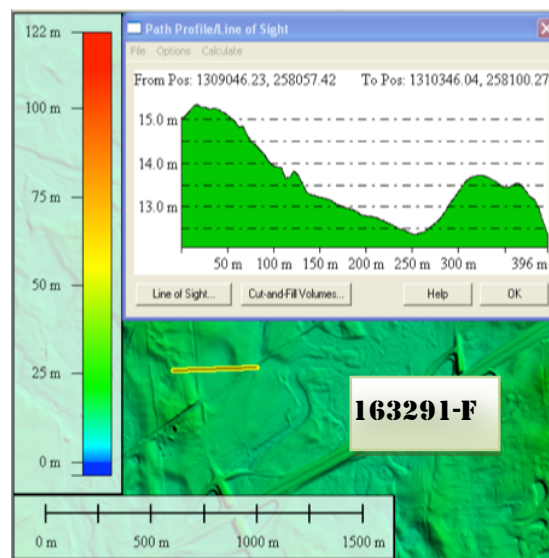 122 m
100 m
75 m
50 m
25 m
0 m
Path Profile/Line of Sight
File Options Calculate
From Pos: 1309046.23, 258057.42 To Pos: 1310346.04, 258100.27
15.0 m
14.0 m
13.0 m
50 m 100 m 150 m 200 m 250 m 300 m 396 m
Line of Sight... Cut-and-Fill Volumes... Help OK
163291-F
0 m 500 m 1000 m 1500 m